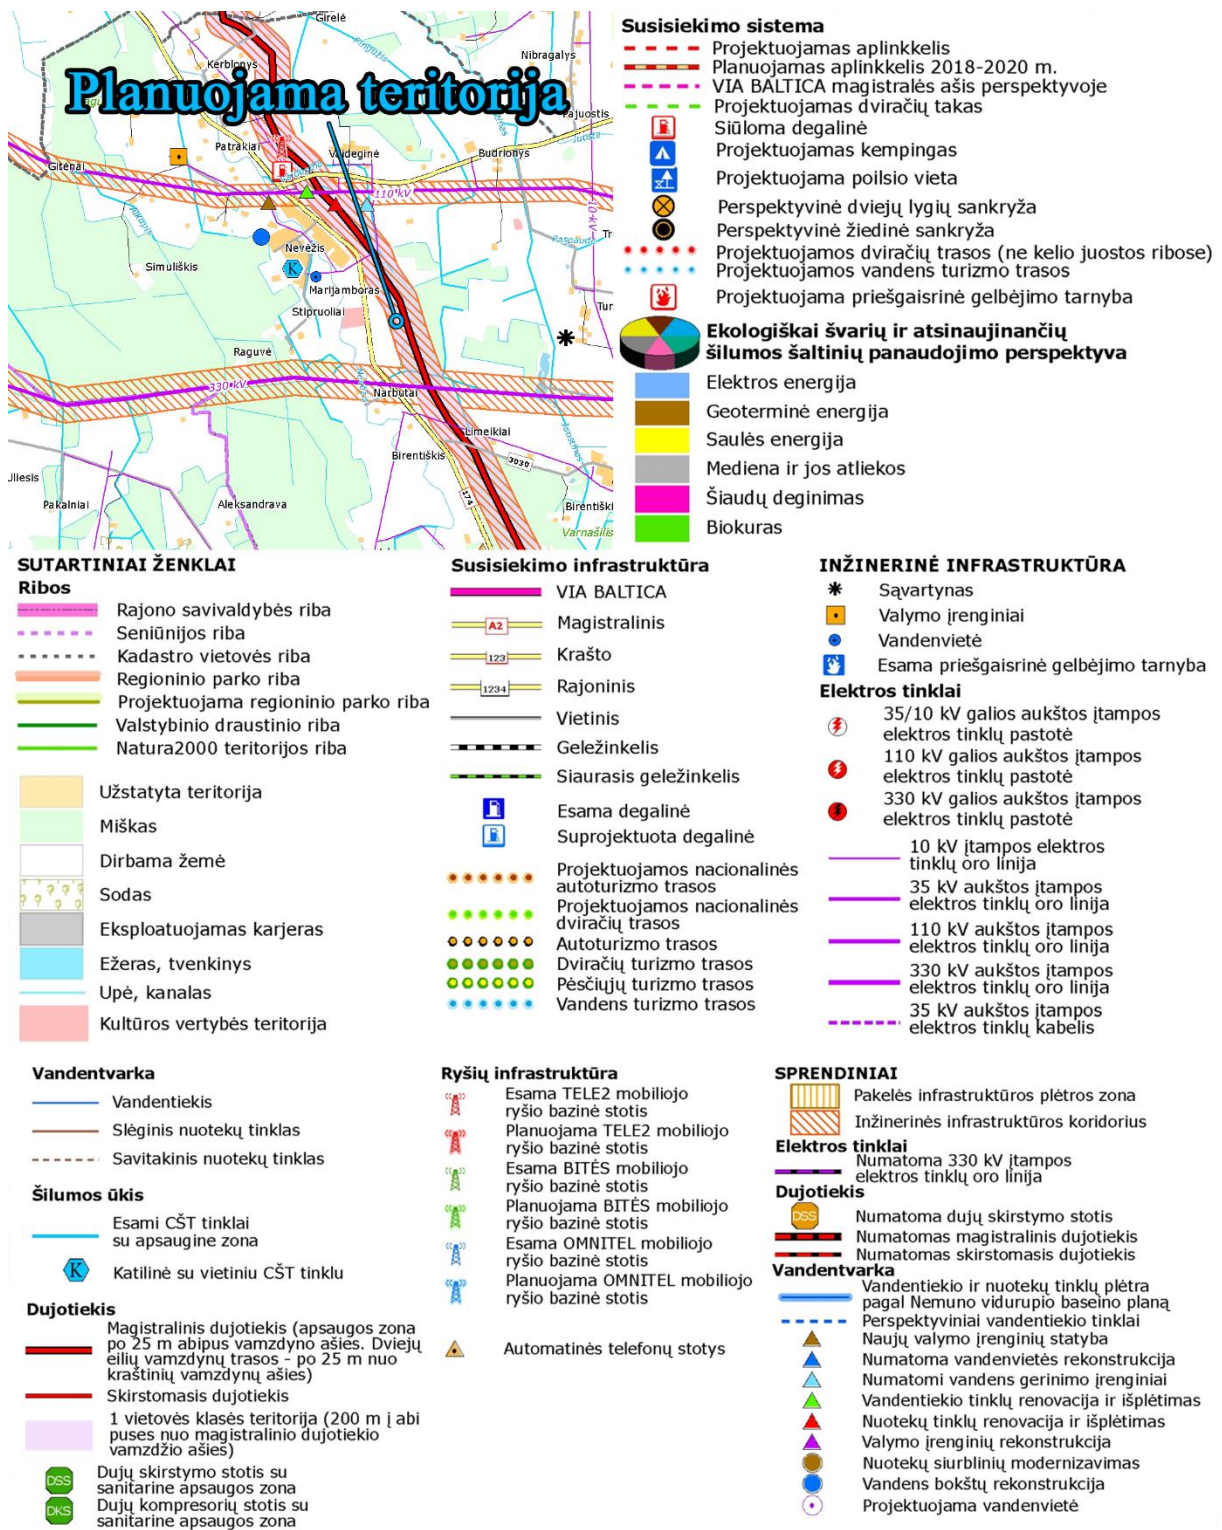 Girelė
Pingužis
Nibragalys
Kerblonys
Planuojama teritorija
Pajuostis
Juosta
Patrakiai
Vaideginė
Budrionys
Gitėnai
110 kV
10 kV
Nevėžis
Simuliškis
Marijamboras
Stipruoliai
Raguvė
330 kV
Narbutai
Limeikiai
Birentiškis
3030
174
Pakalniai
Aleksandrava
Varnašilis
K
Susisiekimo sistema
Projektuojamas aplinkkelis
Planuojamas aplinkkelis 2018-2020 m.
VIA BALTICA magistralės ašis perspektyvoje
Projektuojamas dviračių takas
Siūloma degalinė
Projektuojamas kempingas
Projektuojama poilsio vieta
Perspektyvinė dviejų lygių sankryža
Perspektyvinė žiedinė sankryža
Projektuojamos dviračių trasos (ne kelio juostos ribose)
Projektuojamos vandens turizmo trasos
Projektuojama priešgaisrinė gelbėjimo tarnyba
Ekologiškai švarių ir atsinaujinančių
šilumos šaltinių panaudojimo perspektyva
Elektros energija
Geoterminė energija
Saulės energija
Mediena ir jos atliekos
Šiaudų deginimas
Biokuras
SUTARTINIAI ŽENKLAI
Ribos
Rajono savivaldybės riba
Seniūnijos riba
Kadastro vietovės riba
Regioninio parko riba
Projektuojama regioninio parko riba
Valstybinio draustinio riba
Natura2000 teritorijos riba
Užstatyta teritorija
Miškas
Dirbama žemė
Sodas
Eksploatuojamas karjeras
Ežeras, tvenkinys
Upė, kanalas
Kultūros vertybės teritorija
Susisiekimo infrastruktūra
VIA BALTICA
A2 Magistralinis
123 Krašto
1234 Rajoninis
Vietinis
Geležinkelis
Siaurasis geležinkelis
Esama degalinė
Suprojektuota degalinė
Projektuojamos nacionalinės
autoturizmo trasos
Projektuojamos nacionalinės
dviračių trasos
Autoturizmo trasos
Dviračių turizmo trasos
Pėsčiųjų turizmo trasos
Vandens turizmo trasos
INŽINERINĖ INFRASTRUKTŪRA
Sąvartynas
Valymo įrenginiai
Vandenvietė
Esama priešgaisrinė gelbėjimo tarnyba
Elektros tinklai
35/10 kV galios aukštos įtampos
elektros tinklų pastotė
110 kV galios aukštos įtampos
elektros tinklų pastotė
330 kV galios aukštos įtampos
elektros tinklų pastotė
10 kV įtampos elektros
tinklų oro linija
35 kV aukštos įtampos
elektros tinklų oro linija
110 kV aukštos įtampos
elektros tinklų oro linija
330 kV aukštos įtampos
elektros tinklų oro linija
35 kV aukštos įtampos
elektros tinklų kabelis
Vandentvarka
Vandentiekis
Slėginis nuotekų tinklas
Savitakinis nuotekų tinklas
Šilumos ūkis
Esami CŠT tinklai
su apsaugine zona
K Katilinė su vietiniu CŠT tinklu
Dujotiekis
Magistralinis dujotiekis (apsaugos zona
po 25 m abipus vamzdyno ašies. Dviejų
eilių vamzdynų trasos - po 25 m nuo
kraštinių vamzdynų ašies)
Skirstomasis dujotiekis
1 vietovės klasės teritorija (200 m į abi
puses nuo magistralinio dujotiekio
vamzdžio ašies)
DSS Dujų skirstymo stotis su
sanitarine apsaugos zona
DKS Dujų kompresorių stotis su
sanitarine apsaugos zona
Ryšių infrastruktūra
Esama TELE2 mobiliojo
ryšio bazinė stotis
Planuojama TELE2 mobiliojo
ryšio bazinė stotis
Esama BITĖS mobiliojo
ryšio bazinė stotis
Planuojama BITĖS mobiliojo
ryšio bazinė stotis
Esama OMNITEL mobiliojo
ryšio bazinė stotis
Planuojama OMNITEL mobiliojo
ryšio bazinė stotis
Automatinės telefonų stotys
SPRENDINIAI
Pakelės infrastruktūros plėtros zona
Inžinerinės infrastruktūros koridorius
Elektros tinklai
Numatoma 330 kV įtampos
elektros tinklų oro linija
Dujotiekis
DSS Numatoma dujų skirstymo stotis
Numatomas magistralinis dujotiekis
Numatomas skirstomasis dujotiekis
Vandentvarka
Vandentiekio ir nuotekų tinklų plėtra
pagal Nemuno vidurupio baseino planą
Perspektyviniai vandentiekio tinklai
Naujų valymo įrenginių statyba
Numatoma vandenvietės rekonstrukcija
Numatomi vandens gerinimo įrenginiai
Vandentiekio tinklų renovacija ir išplėtimas
Nuotekų tinklų renovacija ir išplėtimas
Valymo įrenginių rekonstrukcija
Nuotekų siurblinių modernizavimas
Vandens bokštų rekonstrukcija
Projektuojama vandenvietė